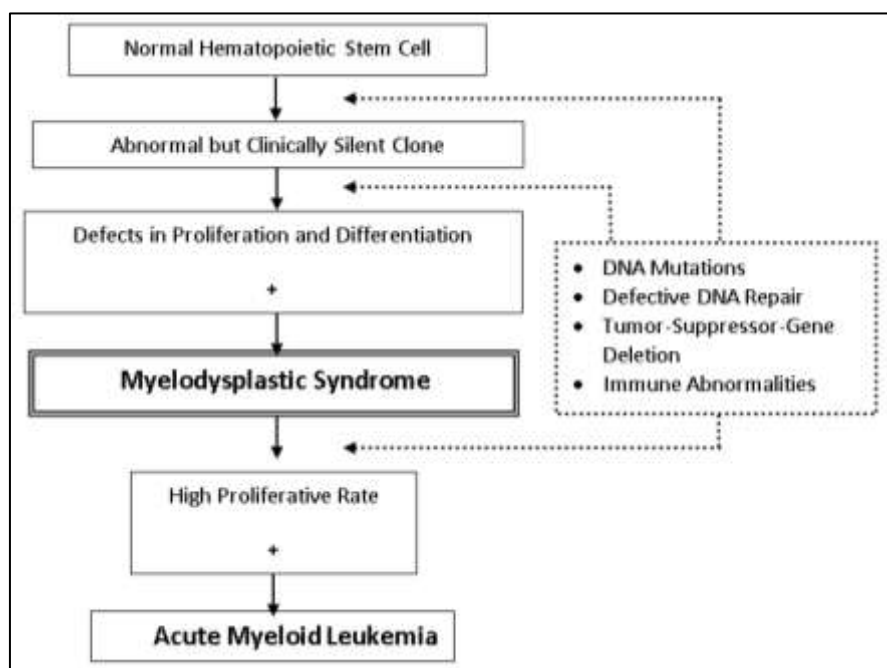 Normal Hematopoietic Stem Cell
Abnormal but Clinically Silent Clone
Defects in Proliferation and Differentiation
+
• DNA Mutations
• Defective DNA Repair
• Tumor-Suppressor-Gene
Deletion
• Immune Abnormalities
Myelodysplastic Syndrome
High Proliferative Rate
+
Acute Myeloid Leukemia